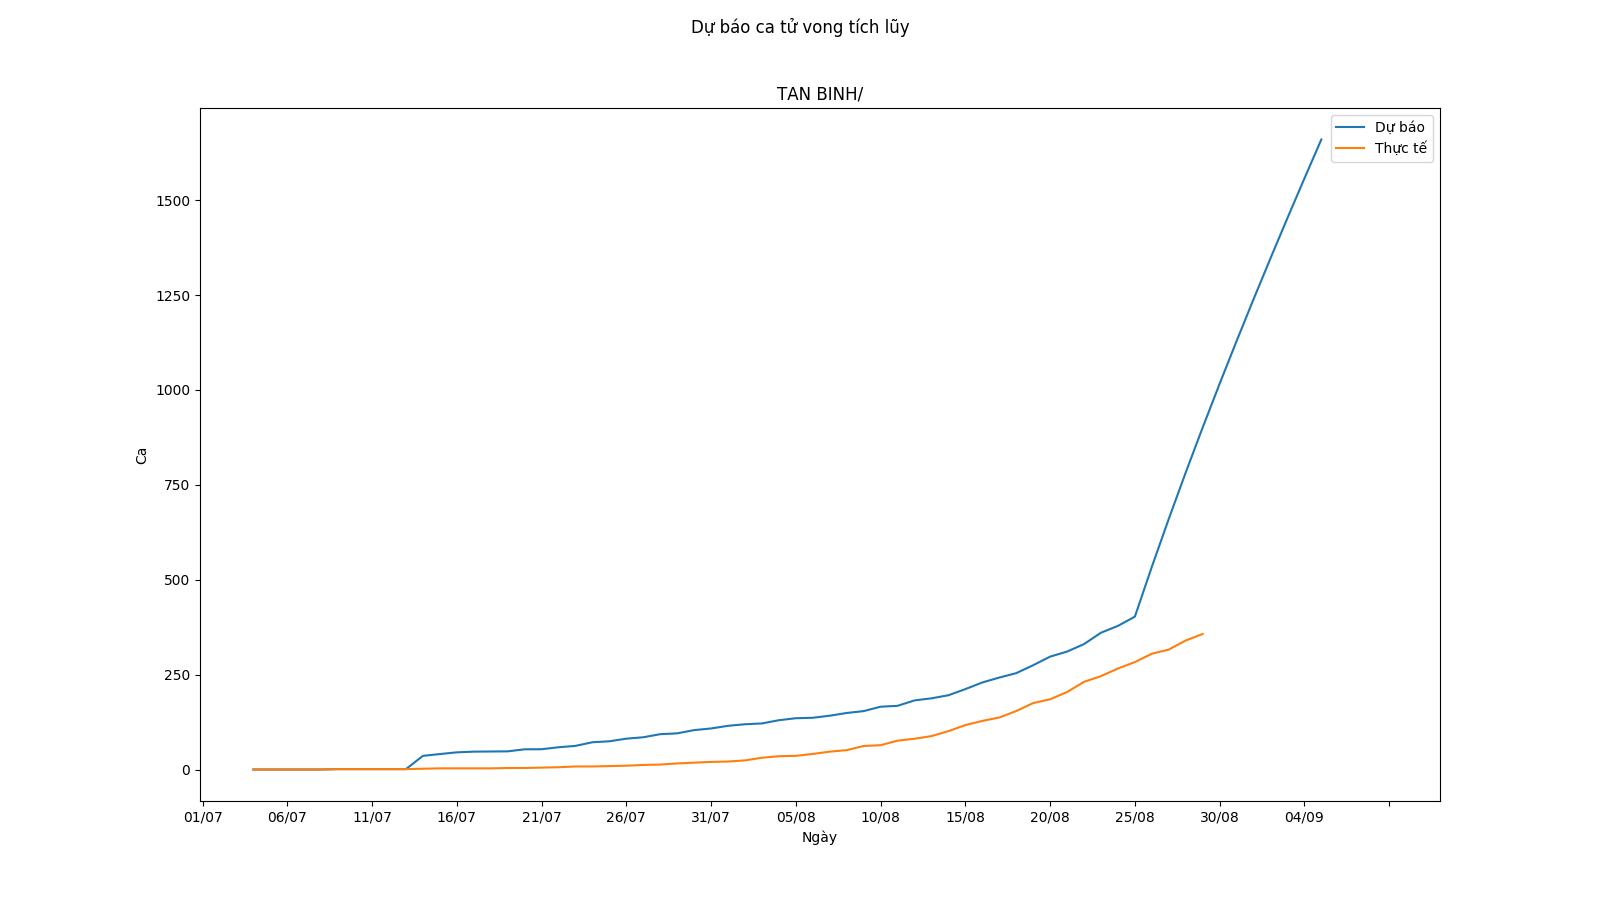 Dự báo ca tử vong tích lũy
TAN BINH/
Dự báo
Thực tế
1500
1250
1000
750
500
250
0
Ca
01/07 06/07 11/07 16/07 21/07 26/07 31/07 05/08 10/08 15/08 20/08 25/08 30/08 04/09
Ngày